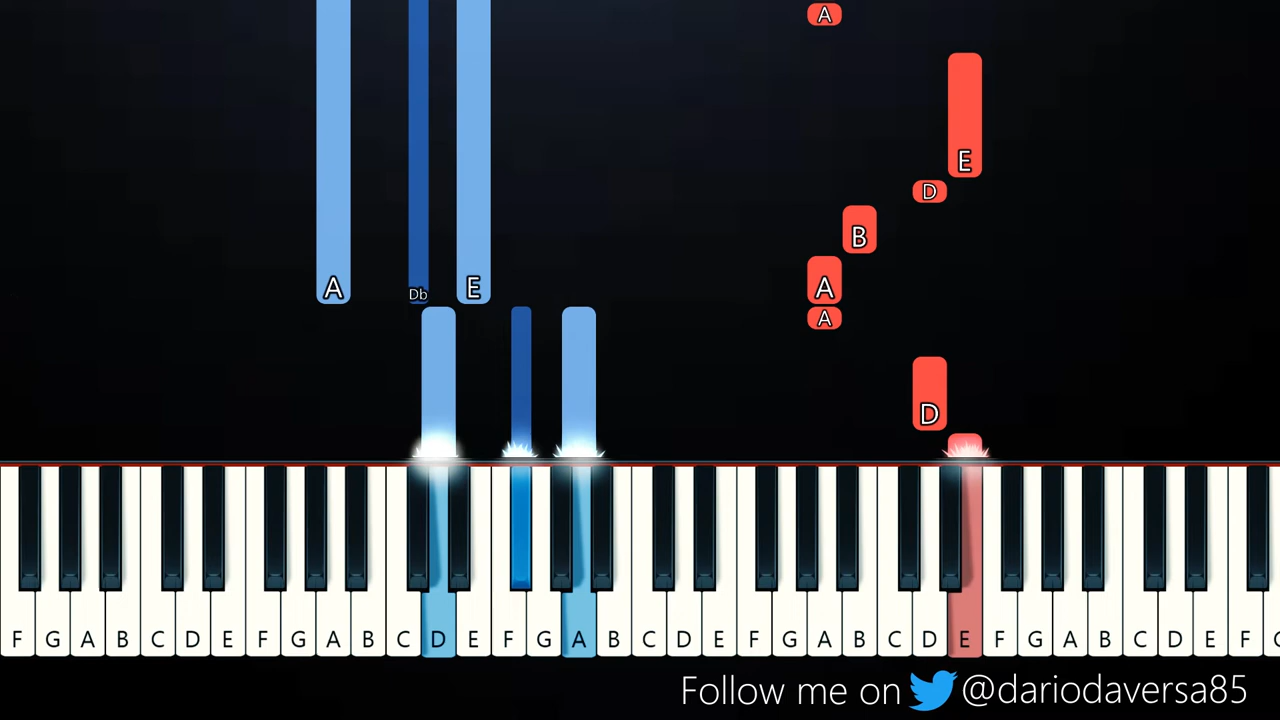 A
E
D
B
A Db E A
A
D
F G A B C D E F G A B C D E F G A B C D E F G A B C D E F G A B C D E F G
Follow me on @dariodaversa85